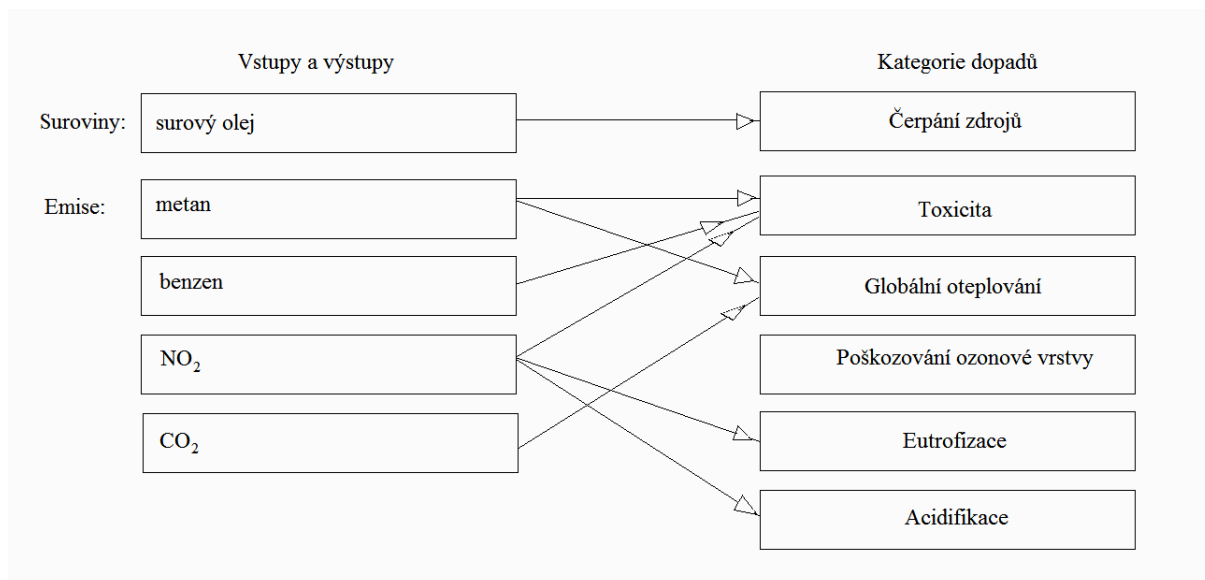 Vstupy a výstupy
Kategorie dopadů
Suroviny:
surový olej
Čerpání zdrojů
Emise:
metan
Toxicita
benzen
Globální oteplování
NO₂
Poškozování ozonové vrstvy
CO₂
Eutrofizace
Acidifikace